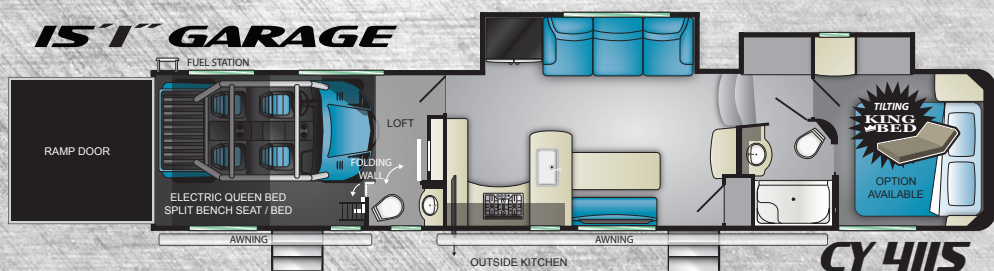 15'1" GARAGE
FUEL STATION
RAMP DOOR
LOFT
FOLDING
WALL
ELECTRIC QUEEN BED
SPLIT BENCH SEAT / BED
TILTING
KING
BED
OPTION
AVAILABLE
AWNING
AWNING
OUTSIDE KITCHEN
CY 4115